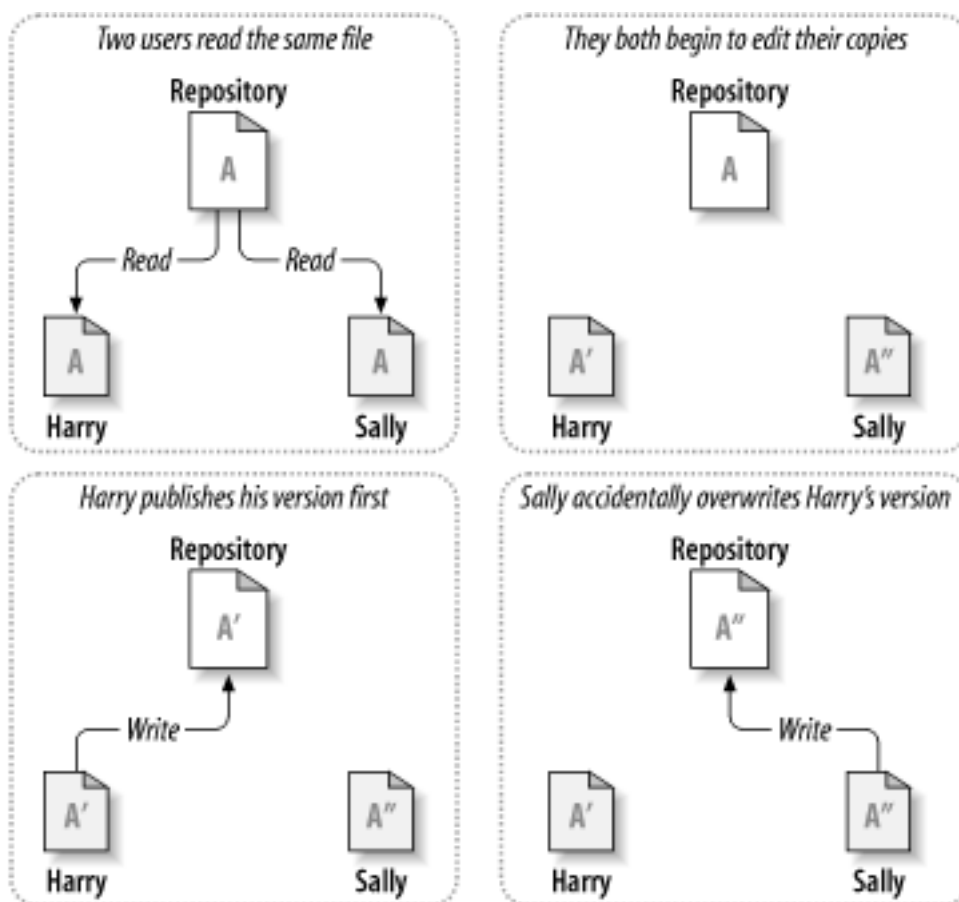 Two users read the same file
Repository
A
Read Read
A A
Harry Sally
They both begin to edit their copies
Repository
A
A' A"
Harry Sally
Harry publishes his version first
Repository
A'
Write
A' A"
Harry Sally
Sally accidentally overwrites Harry's version
Repository
A"
Write
A' A"
Harry Sally